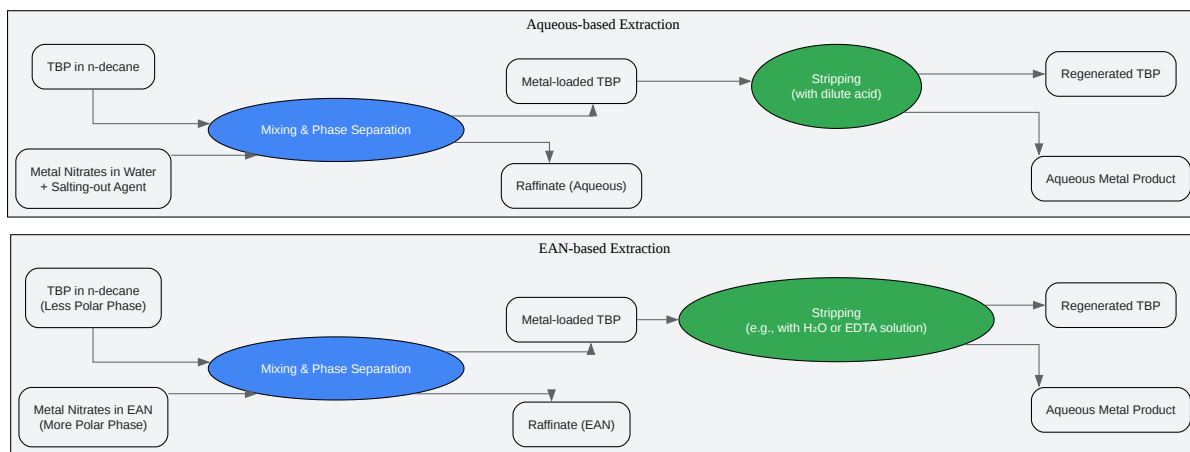 Aqueous-based Extraction
TBP in n-decane
Metal Nitrates in Water
+ Salting-out Agent
Mixing & Phase Separation
Metal-loaded TBP
Raffinate (Aqueous)
Stripping
(with dilute acid)
Regenerated TBP
Aqueous Metal Product
EAN-based Extraction
TBP in n-decane
(Less Polar Phase)
Metal Nitrates in EAN
(More Polar Phase)
Mixing & Phase Separation
Metal-loaded TBP
Raffinate (EAN)
Stripping
(e.g., with H₂O or EDTA solution)
Regenerated TBP
Aqueous Metal Product